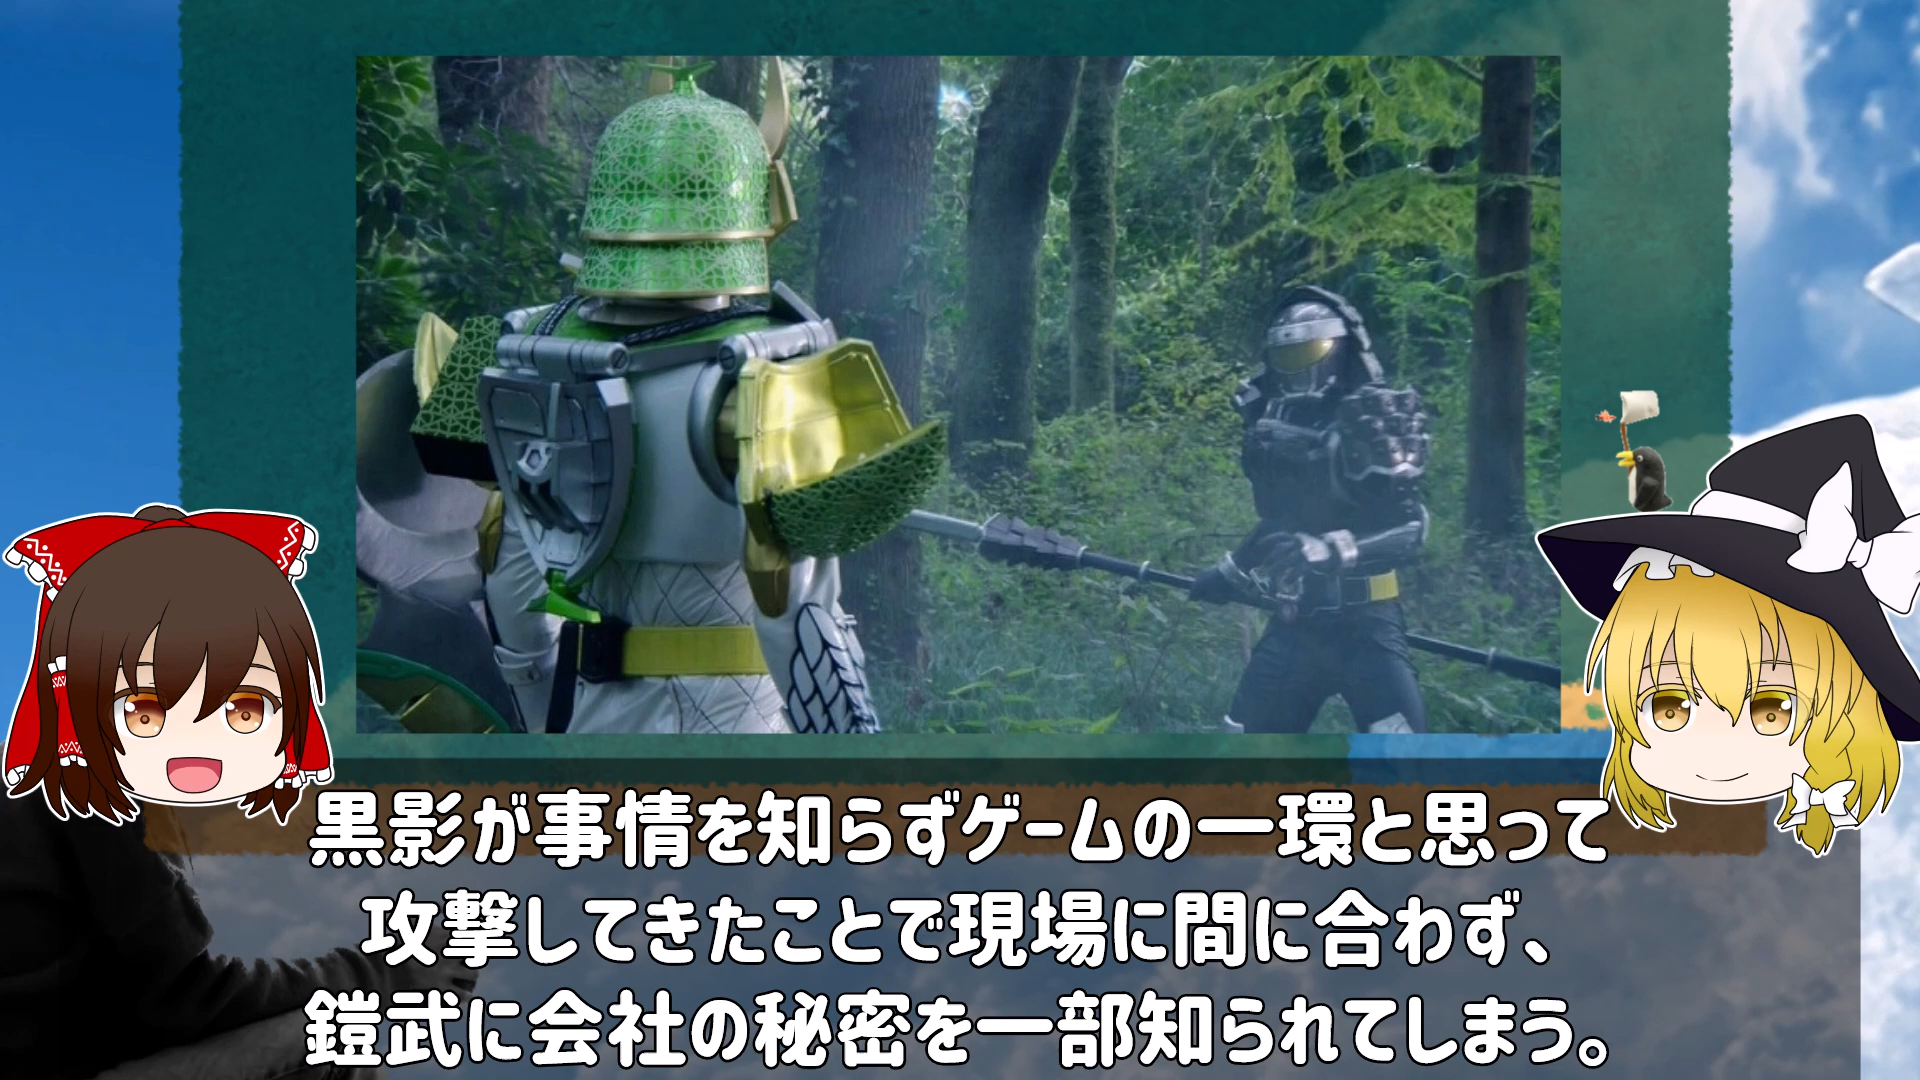 黒影が事情を知らずゲームの一環と思って
攻撃してきたことで現場に間に合わず、
鎧武に会社の秘密を一部知られてしまう。